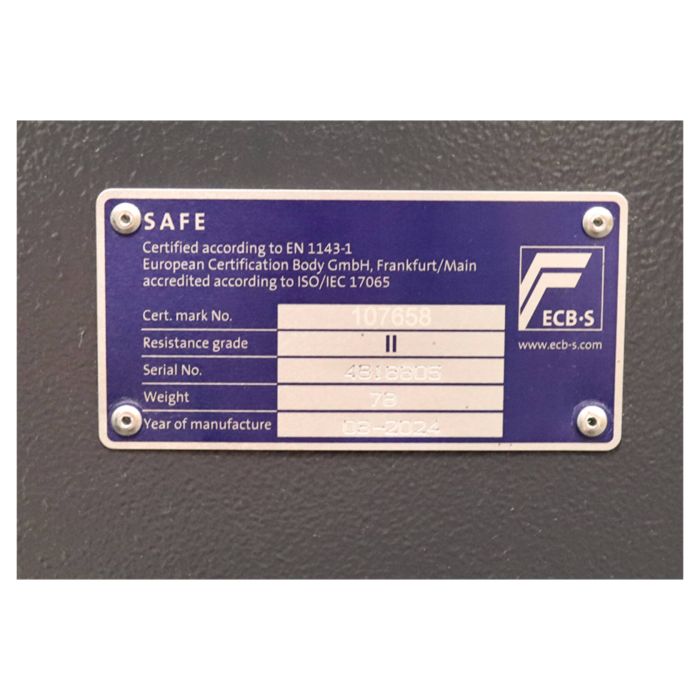 SAFE
Certified according to EN 1143-1
European Certification Body GmbH, Frankfurt/Main
accredited according to ISO/IEC 17065
ECB·S
www.ecb-s.com
Cert. mark No. 107658
Resistance grade II
Serial No.
Weight 78
Year of manufacture 03-2024